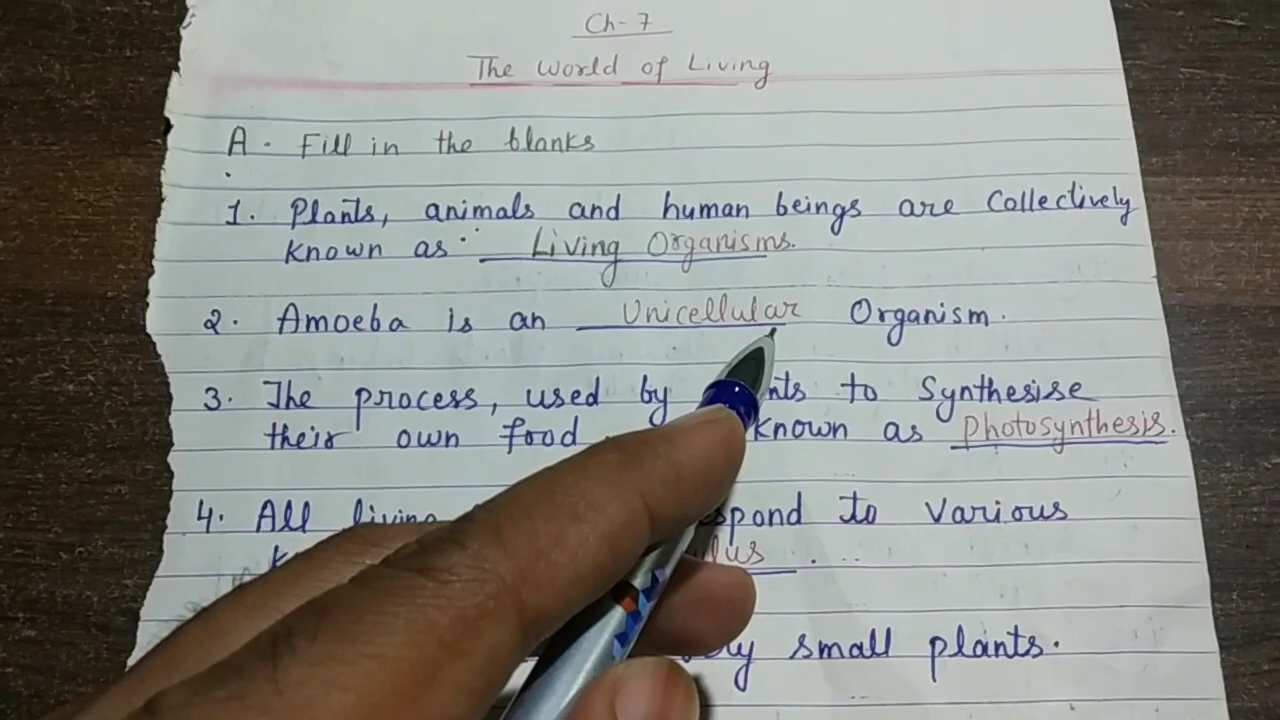 Ch-7
The World of Living
A. Fill in the blanks
1. Plants, animals and human beings are Collectively
known as Living Organisms.
2. Amoeba is an Unicellular Organism.
3. The process, used by to Synthesise
their own food known as Photosynthesis.
4. All living to various
small plants.